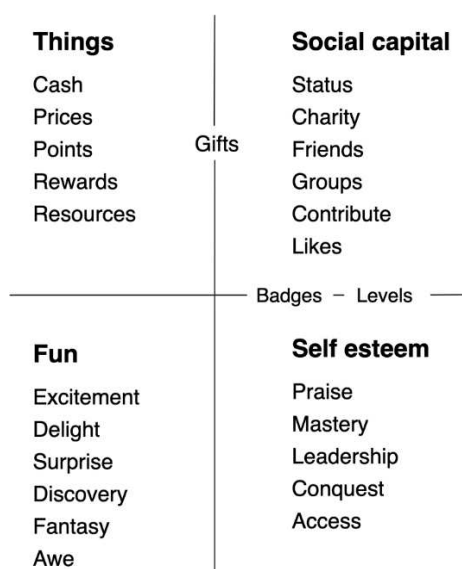 Things
Cash
Prices
Points
Rewards
Resources
Gifts
Social capital
Status
Charity
Friends
Groups
Contribute
Likes
Badges – Levels
Fun
Excitement
Delight
Surprise
Discovery
Fantasy
Awe
Self esteem
Praise
Mastery
Leadership
Conquest
Access